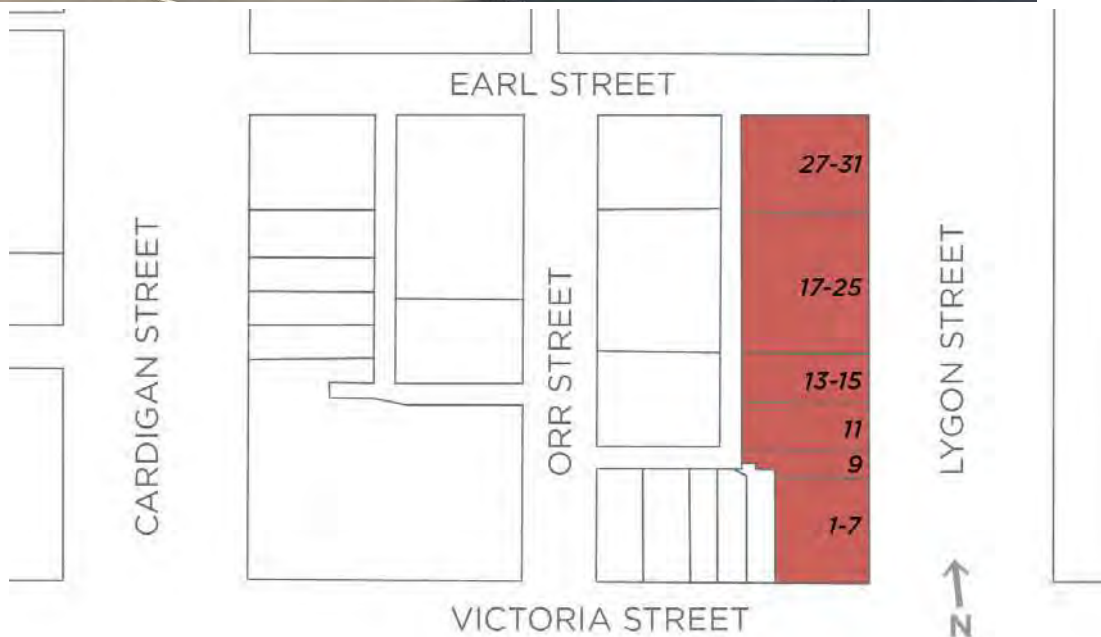 EARL STREET
27-31
17-25
13-15
11
9
1-7
CARDIGAN STREET
ORR STREET
LYGON STREET
VICTORIA STREET
N